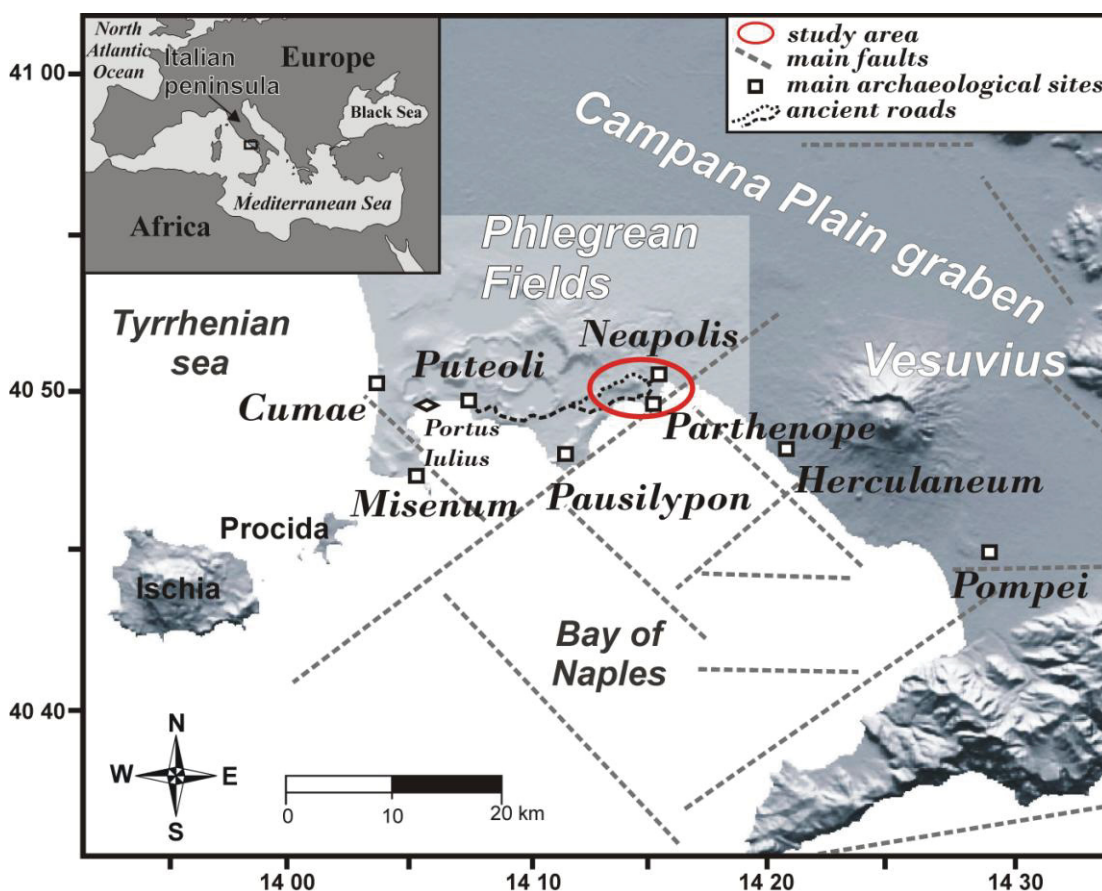 North
Atlantic
Ocean
Europe
Italian
peninsula
Black Sea
Mediterranean Sea
Africa
study area
main faults
main archaeological sites
ancient roads
41 00
40 50
40 40
Campana Plain graben
Phlegrean
Fields
Tyrrhenian
sea
Neapolis
Vesuvius
Puteoli
Cumae
Portus
Iulius
Parthenope
Misenum
Pausilypon
Herculaneum
Procida
Ischia
Pompei
Bay of
Naples
N
W
E
S
0
10
20 km
14 00
14 10
14 20
14 30